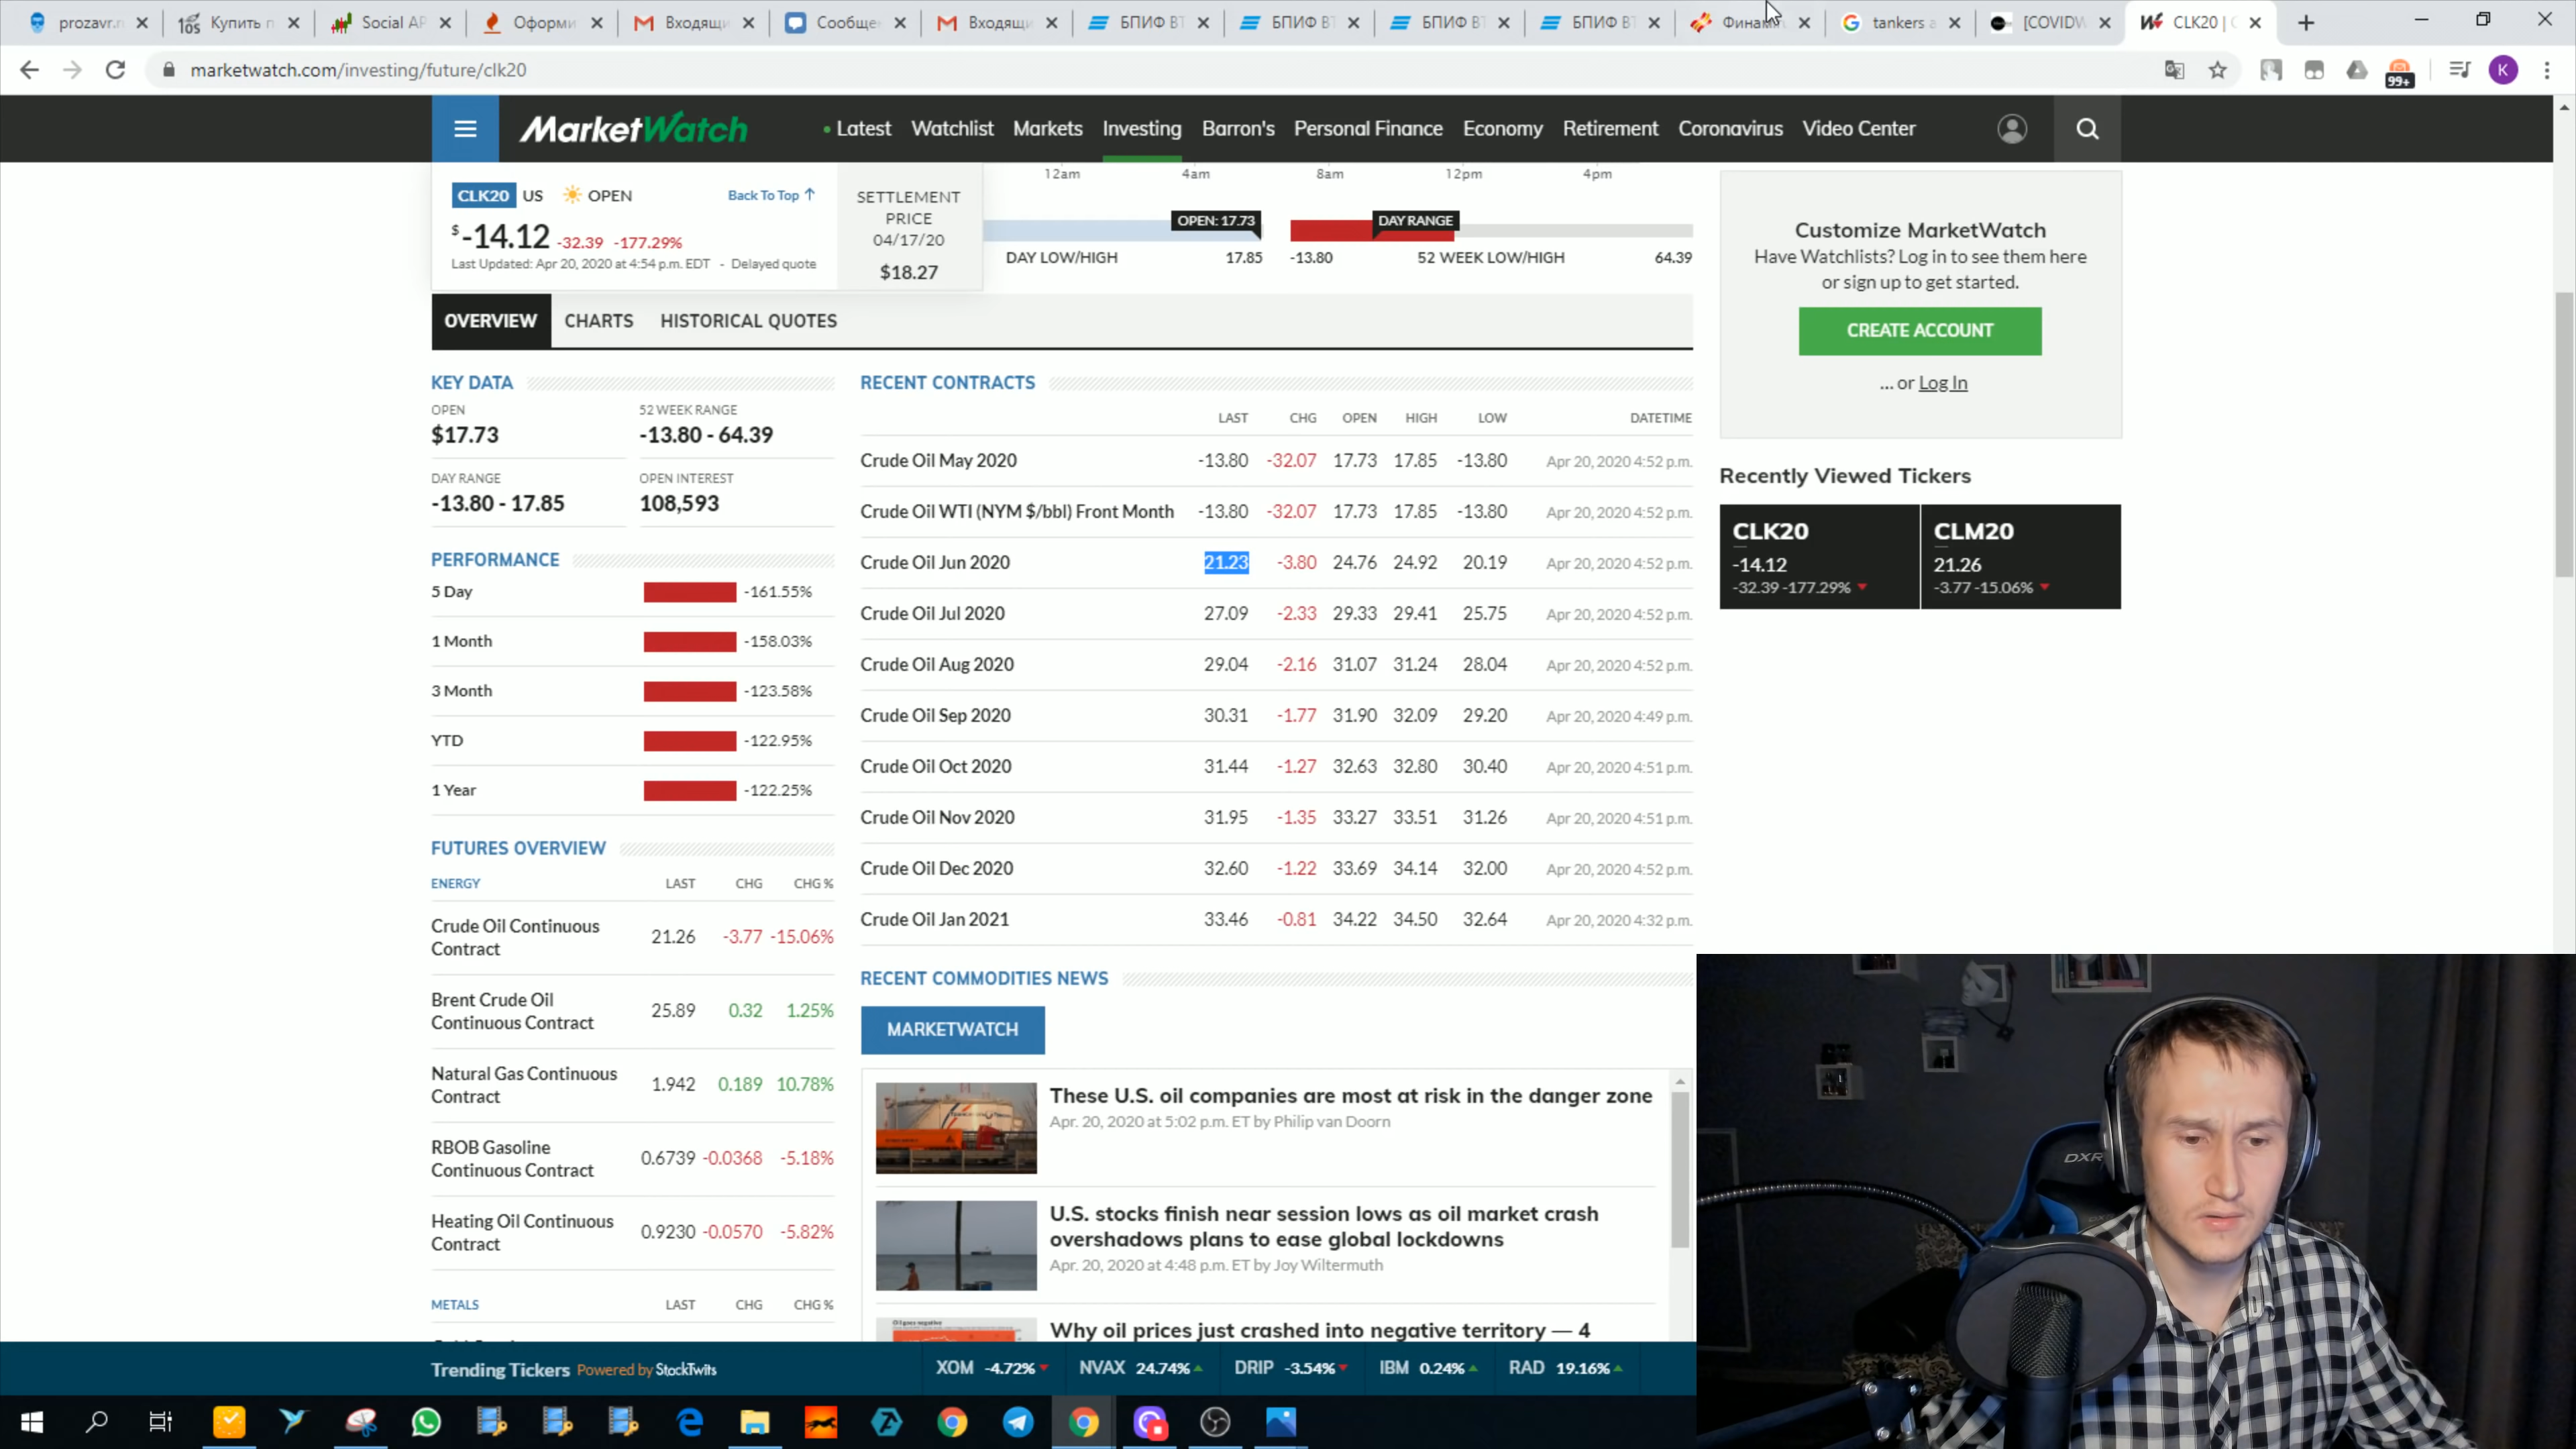 prozavr.r
10s Купить п
Social AP
Оформи
Входящи
Сообще
Входящи
БПИФ ВТ
БПИФ ВТ
БПИФ ВТ
БПИФ ВТ
Финам
tankers a
[COVIDW
CLK20 | C
marketwatch.com/investing/future/clk20
99+
K
MarketWatch
Latest Watchlist Markets Investing Barron's Personal Finance Economy Retirement Coronavirus Video Center
CLK20 US OPEN Back To Top
$-14.12 -32.39 -177.29%
Last Updated: Apr 20, 2020 at 4:54 p.m. EDT - Delayed quote
SETTLEMENT
PRICE
04/17/20
$18.27
12am 4am 8am 12pm 4pm
OPEN: 17.73 DAY RANGE
DAY LOW/HIGH 17.85 -13.80 52 WEEK LOW/HIGH 64.39
OVERVIEW CHARTS HISTORICAL QUOTES
KEY DATA
OPEN 52 WEEK RANGE
$17.73 -13.80 - 64.39
DAY RANGE OPEN INTEREST
-13.80 - 17.85 108,593
PERFORMANCE
5 Day -161.55%
1 Month -158.03%
3 Month -123.58%
YTD -122.95%
1 Year -122.25%
FUTURES OVERVIEW
ENERGY LAST CHG CHG %
Crude Oil Continuous
Contract 21.26 -3.77 -15.06%
Brent Crude Oil
Continuous Contract 25.89 0.32 1.25%
Natural Gas Continuous
Contract 1.942 0.189 10.78%
RBOB Gasoline
Continuous Contract 0.6739 -0.0368 -5.18%
Heating Oil Continuous
Contract 0.9230 -0.0570 -5.82%
METALS LAST CHG CHG %
RECENT CONTRACTS
LAST CHG OPEN HIGH LOW DATETIME
Crude Oil May 2020 -13.80 -32.07 17.73 17.85 -13.80 Apr 20, 2020 4:52 p.m.
Crude Oil WTI (NYM $/bbl) Front Month -13.80 -32.07 17.73 17.85 -13.80 Apr 20, 2020 4:52 p.m.
Crude Oil Jun 2020 21.23 -3.80 24.76 24.92 20.19 Apr 20, 2020 4:52 p.m.
Crude Oil Jul 2020 27.09 -2.33 29.33 29.41 25.75 Apr 20, 2020 4:52 p.m.
Crude Oil Aug 2020 29.04 -2.16 31.07 31.24 28.04 Apr 20, 2020 4:52 p.m.
Crude Oil Sep 2020 30.31 -1.77 31.90 32.09 29.20 Apr 20, 2020 4:49 p.m.
Crude Oil Oct 2020 31.44 -1.27 32.63 32.80 30.40 Apr 20, 2020 4:51 p.m.
Crude Oil Nov 2020 31.95 -1.35 33.27 33.51 31.26 Apr 20, 2020 4:51 p.m.
Crude Oil Dec 2020 32.60 -1.22 33.69 34.14 32.00 Apr 20, 2020 4:52 p.m.
Crude Oil Jan 2021 33.46 -0.81 34.22 34.50 32.64 Apr 20, 2020 4:32 p.m.
RECENT COMMODITIES NEWS
MARKETWATCH
These U.S. oil companies are most at risk in the danger zone
Apr. 20, 2020 at 5:02 p.m. ET by Philip van Doorn
U.S. stocks finish near session lows as oil market crash
overshadows plans to ease global lockdowns
Apr. 20, 2020 at 4:48 p.m. ET by Joy Wiltermuth
Oil goes negative
Why oil prices just crashed into negative territory — 4
Customize MarketWatch
Have Watchlists? Log in to see them here
or sign up to get started.
CREATE ACCOUNT
... or Log In
Recently Viewed Tickers
CLK20 CLM20
-14.12 21.26
-32.39 -177.29% -3.77 -15.06%
DXR
Trending Tickers Powered by StockTwits
XOM -4.72% NVAX 24.74% DRIP -3.54% IBM 0.24% RAD 19.16%